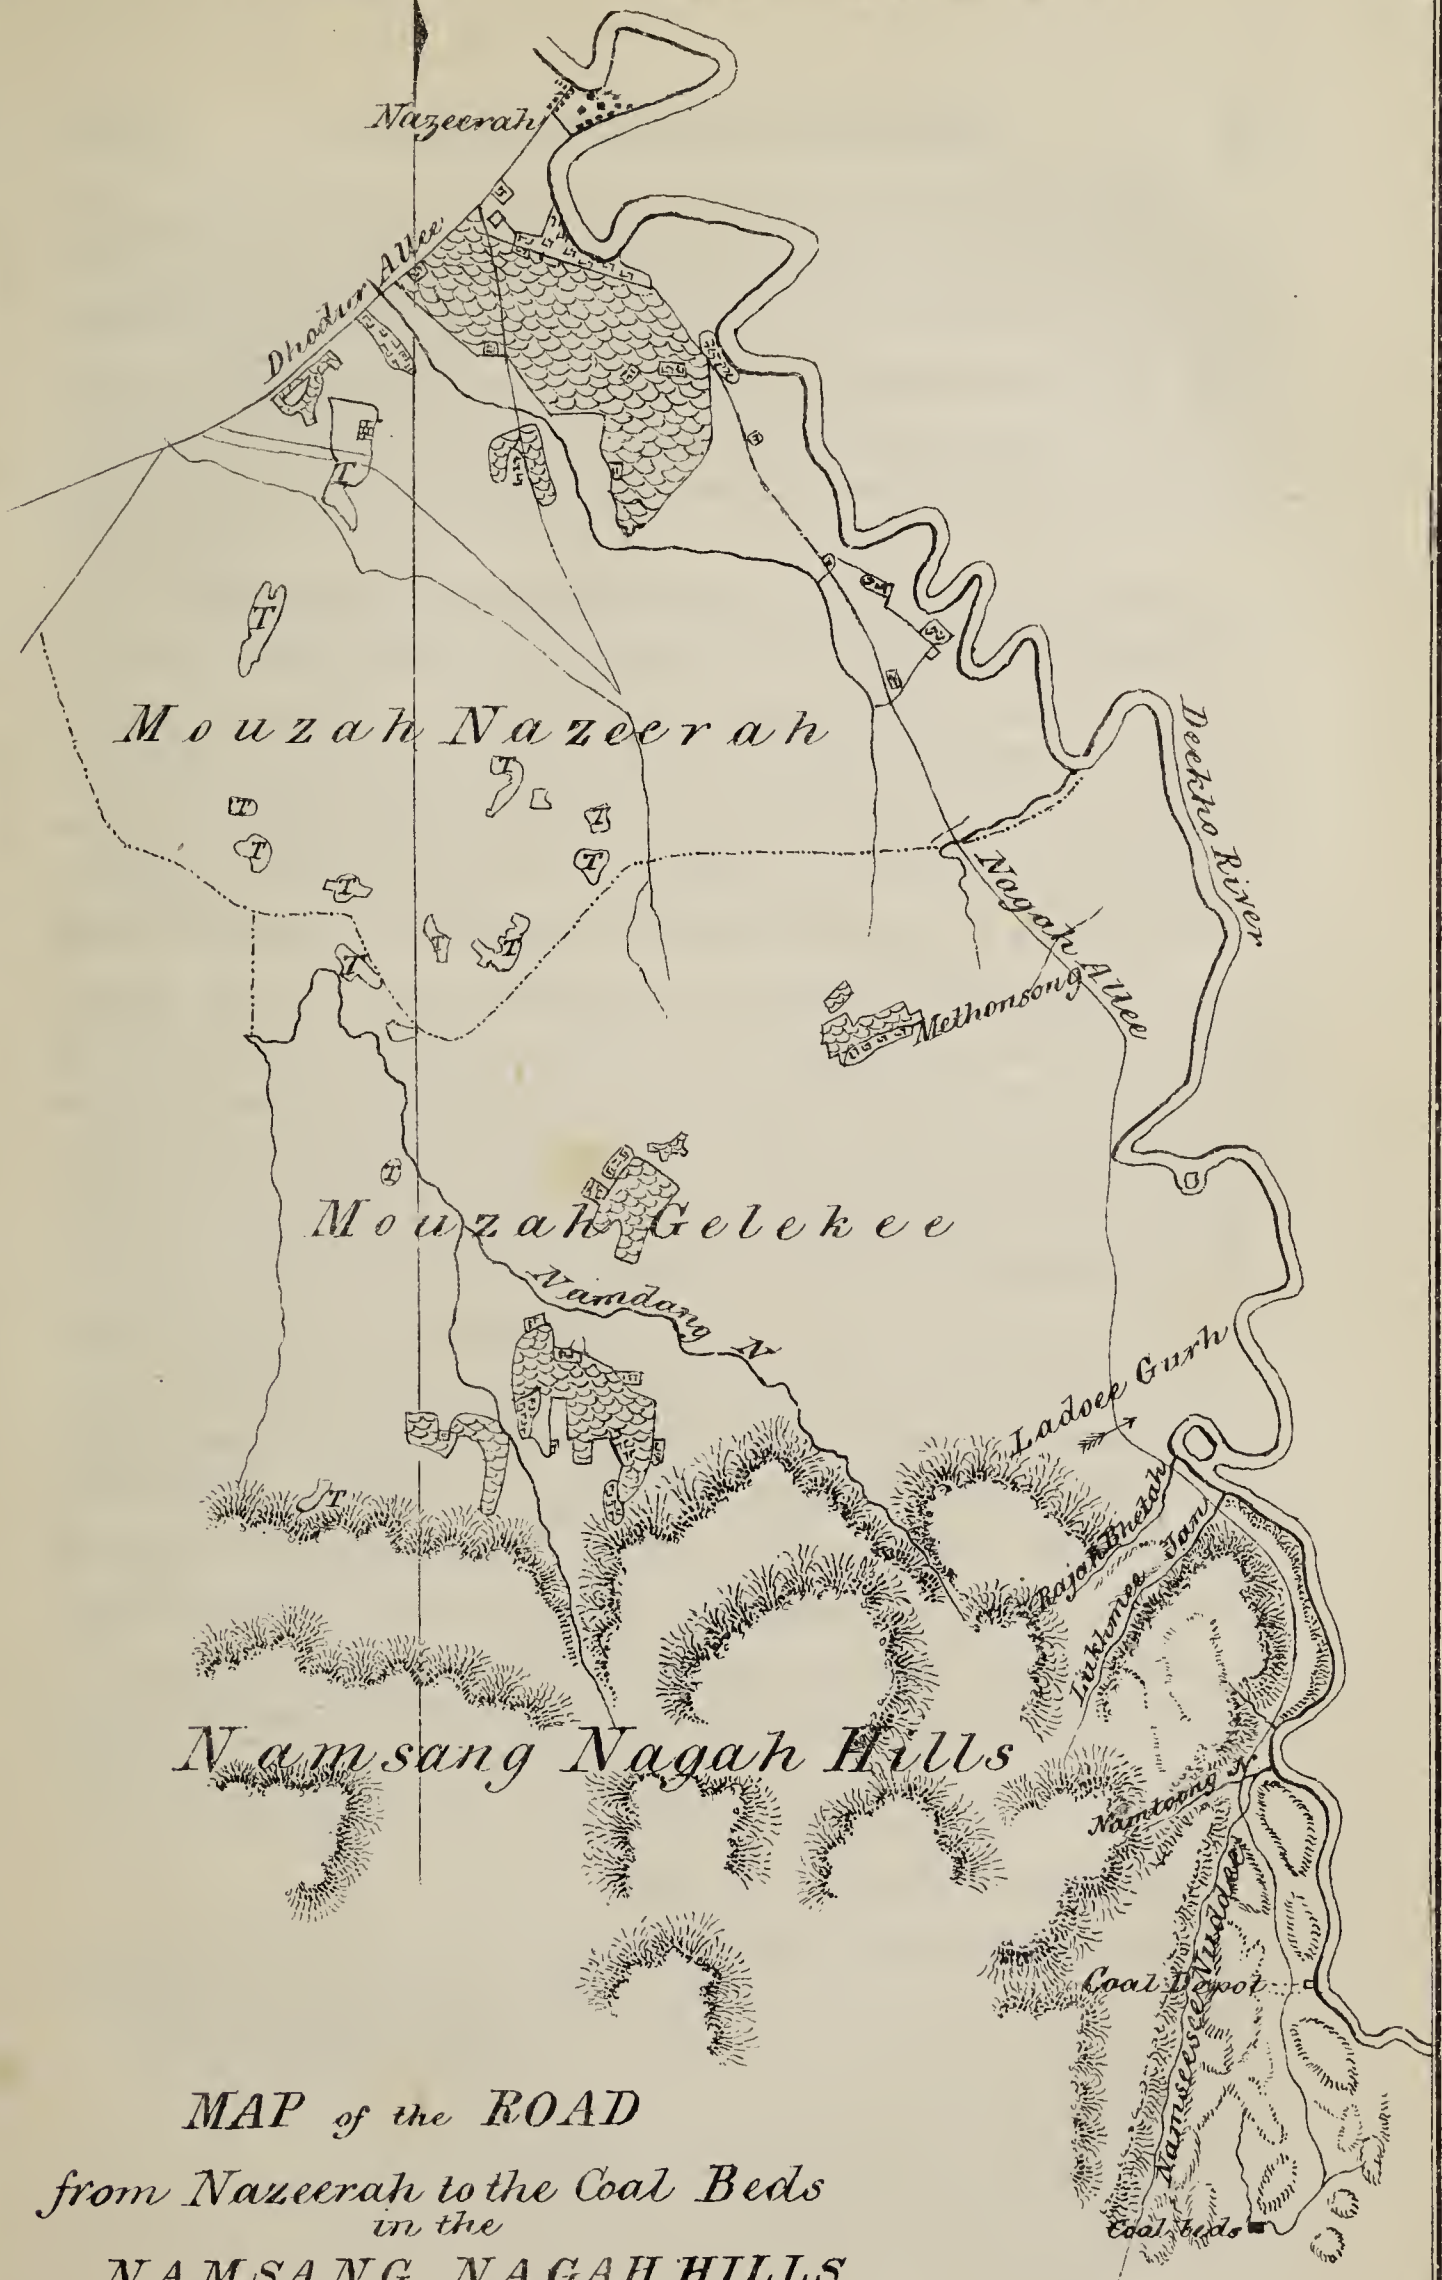 Nazeerah
Dhodur Allee
T
T
Mouzah Nazeerah
Deekho River
T
T
T
T
T
T
T
T
Nagah Allee
Methonsong
T
Mouzah Gelekee
Namdang N
Ladoee Gurh
Rajah Bhetah
Lukhmee Jan
T
Namsang Nagah Hills
Namtoong N
Namseesee Nuddee
Coal Depot
Coal beds
MAP of the ROAD
from Nazeerah to the Coal Beds
in the
NAMSANG NAGAH HILLS